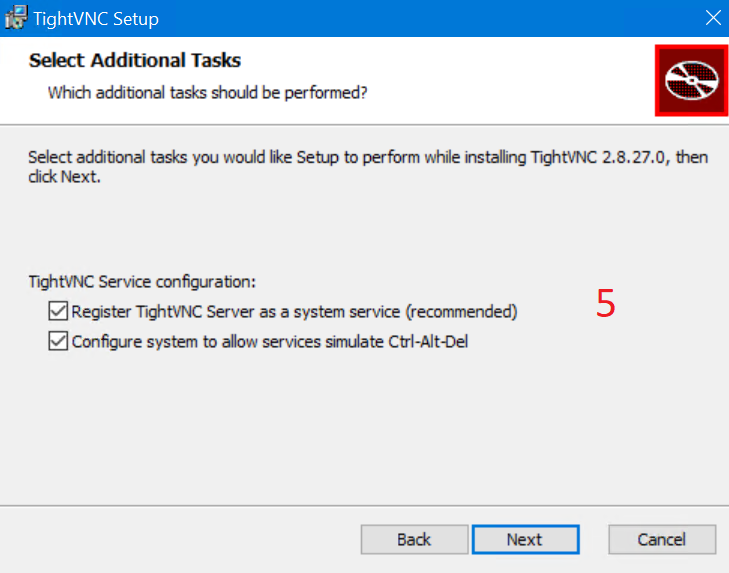 TightVNC Setup
Select Additional Tasks
Which additional tasks should be performed?
Select additional tasks you would like Setup to perform while installing TightVNC 2.8.27.0, then
click Next.
TightVNC Service configuration:
Register TightVNC Server as a system service (recommended)
5
Configure system to allow services simulate Ctrl-Alt-Del
Back
Next
Cancel